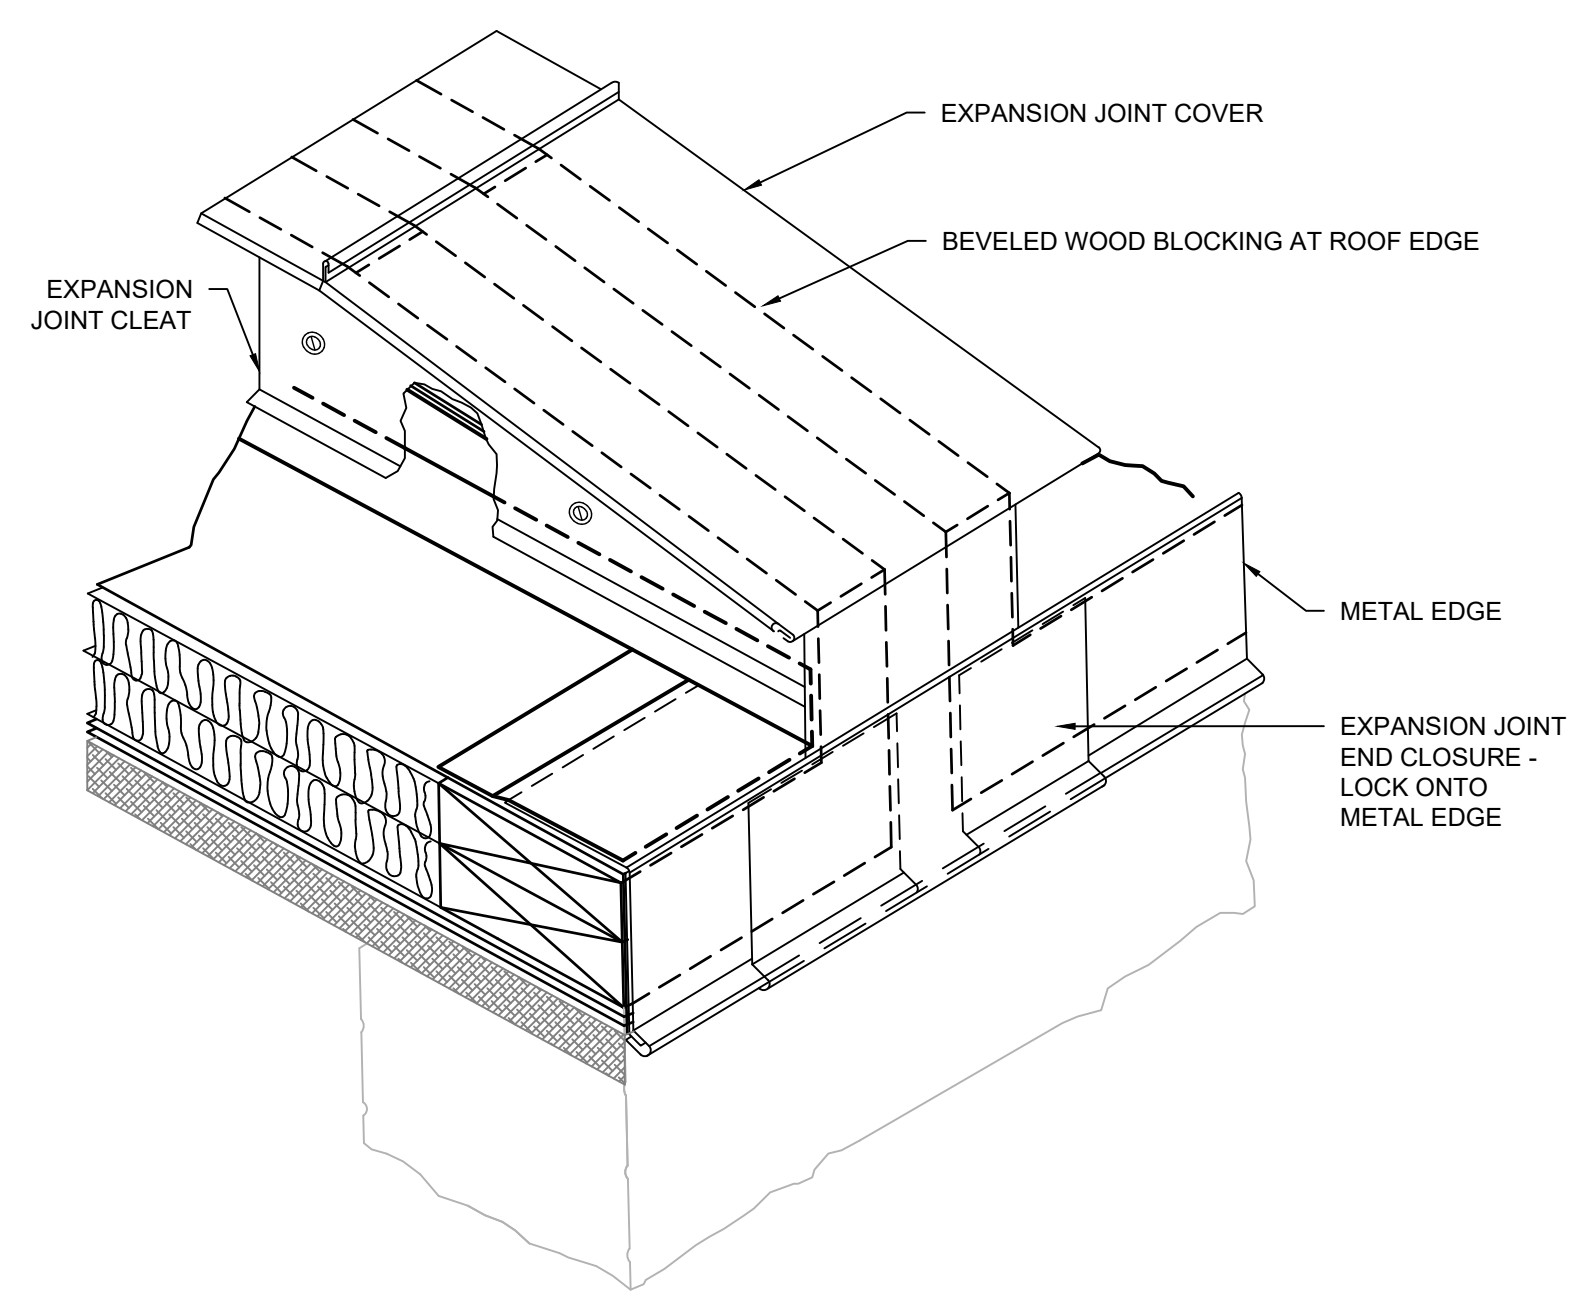 EXPANSION JOINT COVER
BEVELED WOOD BLOCKING AT ROOF EDGE
EXPANSION
JOINT CLEAT
METAL EDGE
EXPANSION JOINT
END CLOSURE -
LOCK ONTO
METAL EDGE